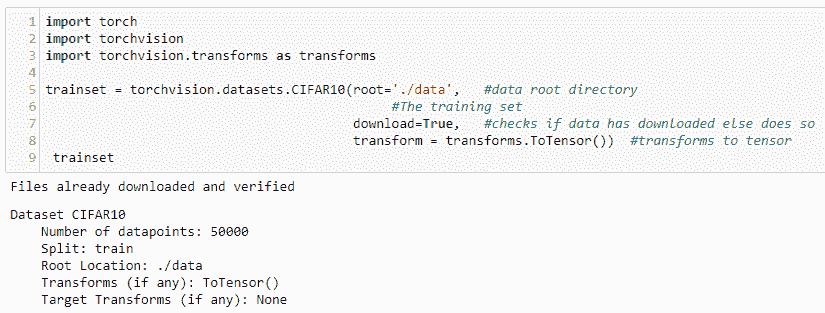 1 import torch
2 import torchvision
3 import torchvision.transforms as transforms
4
5 trainset = torchvision.datasets.CIFAR10(root='./data',   #data root directory
6                                              #The training set
7                                         download=True,   #checks if data has downloaded else does so
8                                         transform = transforms.ToTensor())  #transforms to tensor
9  trainset
Files already downloaded and verified
Dataset CIFAR10
    Number of datapoints: 50000
    Split: train
    Root Location: ./data
    Transforms (if any): ToTensor()
    Target Transforms (if any): None